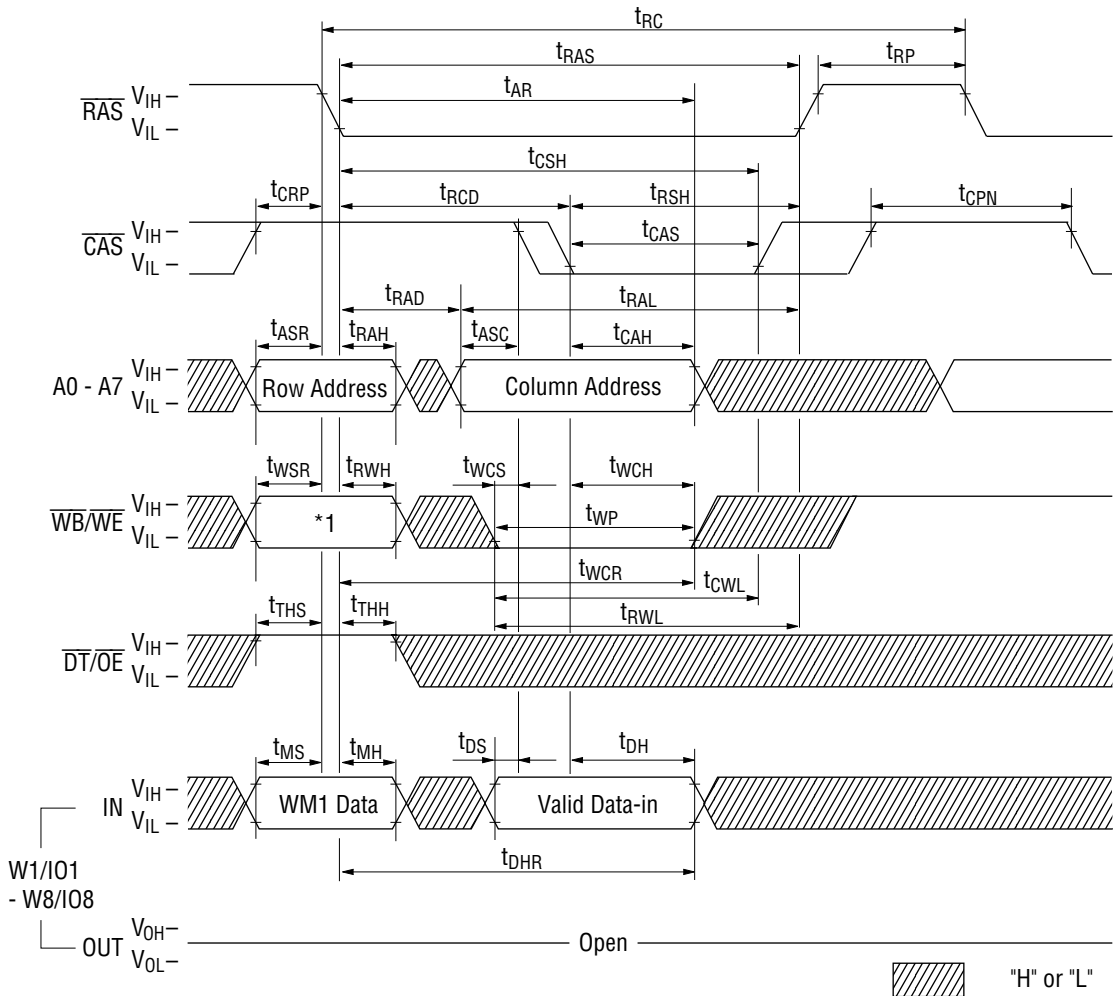 tRC
tRAS tRP
tAR
RAS VIH –
VIL –
tCSH
tCRP tRCD tRSH tCPN
CAS VIH –
VIL –
tCAS
tRAD tRAL
tASR tRAH tASC tCAH
A0 - A7 VIH –
VIL –
Row Address Column Address
tWSR tRWH tWCS tWCH
WB/WE VIH –
VIL –
*1 tWP
tWCR
tCWL
tRWL
tTHS tTHH
DT/OE VIH –
VIL –
tMS tMH tDS tDH
IN VIH –
VIL –
WM1 Data Valid Data-in
tDHR
W1/IO1
- W8/IO8
OUT VOH –
VOL –
Open
"H" or "L"